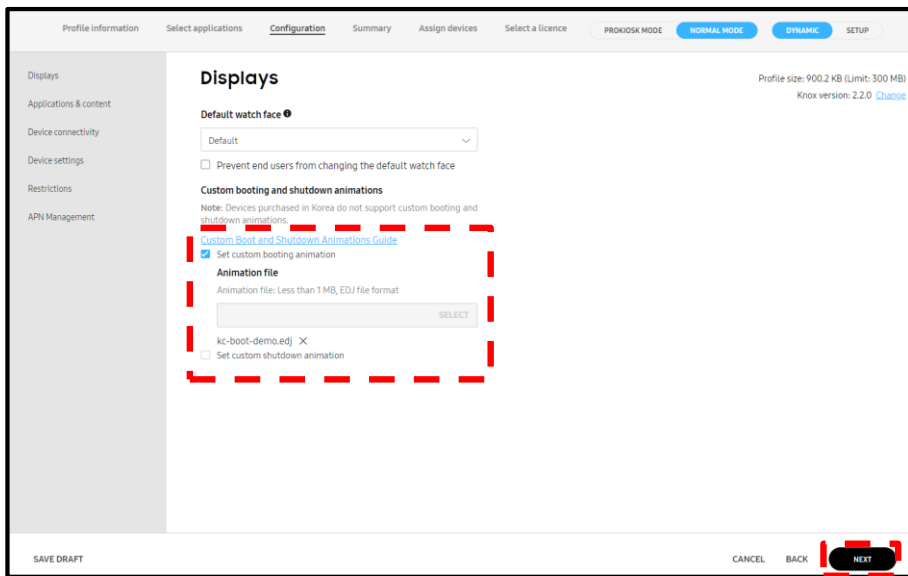 Profile information Select applications Configuration Summary Assign devices Select a licence PROKIOSK MODE NORMAL MODE DYNAMIC SETUP
Displays
Applications & content
Device connectivity
Device settings
Restrictions
APN Management
Displays
Profile size: 900.2 KB (Limit: 300 MB)
Knox version: 2.2.0 Change
Default watch face
Default
Prevent end users from changing the default watch face
Custom booting and shutdown animations
Note: Devices purchased in Korea do not support custom booting and
shutdown animations.
Custom Boot and Shutdown Animations Guide
Set custom booting animation
Animation file
Animation file: Less than 1 MB, EDJ file format
SELECT
kc-boot-demo.edj
Set custom shutdown animation
SAVE DRAFT CANCEL BACK NEXT